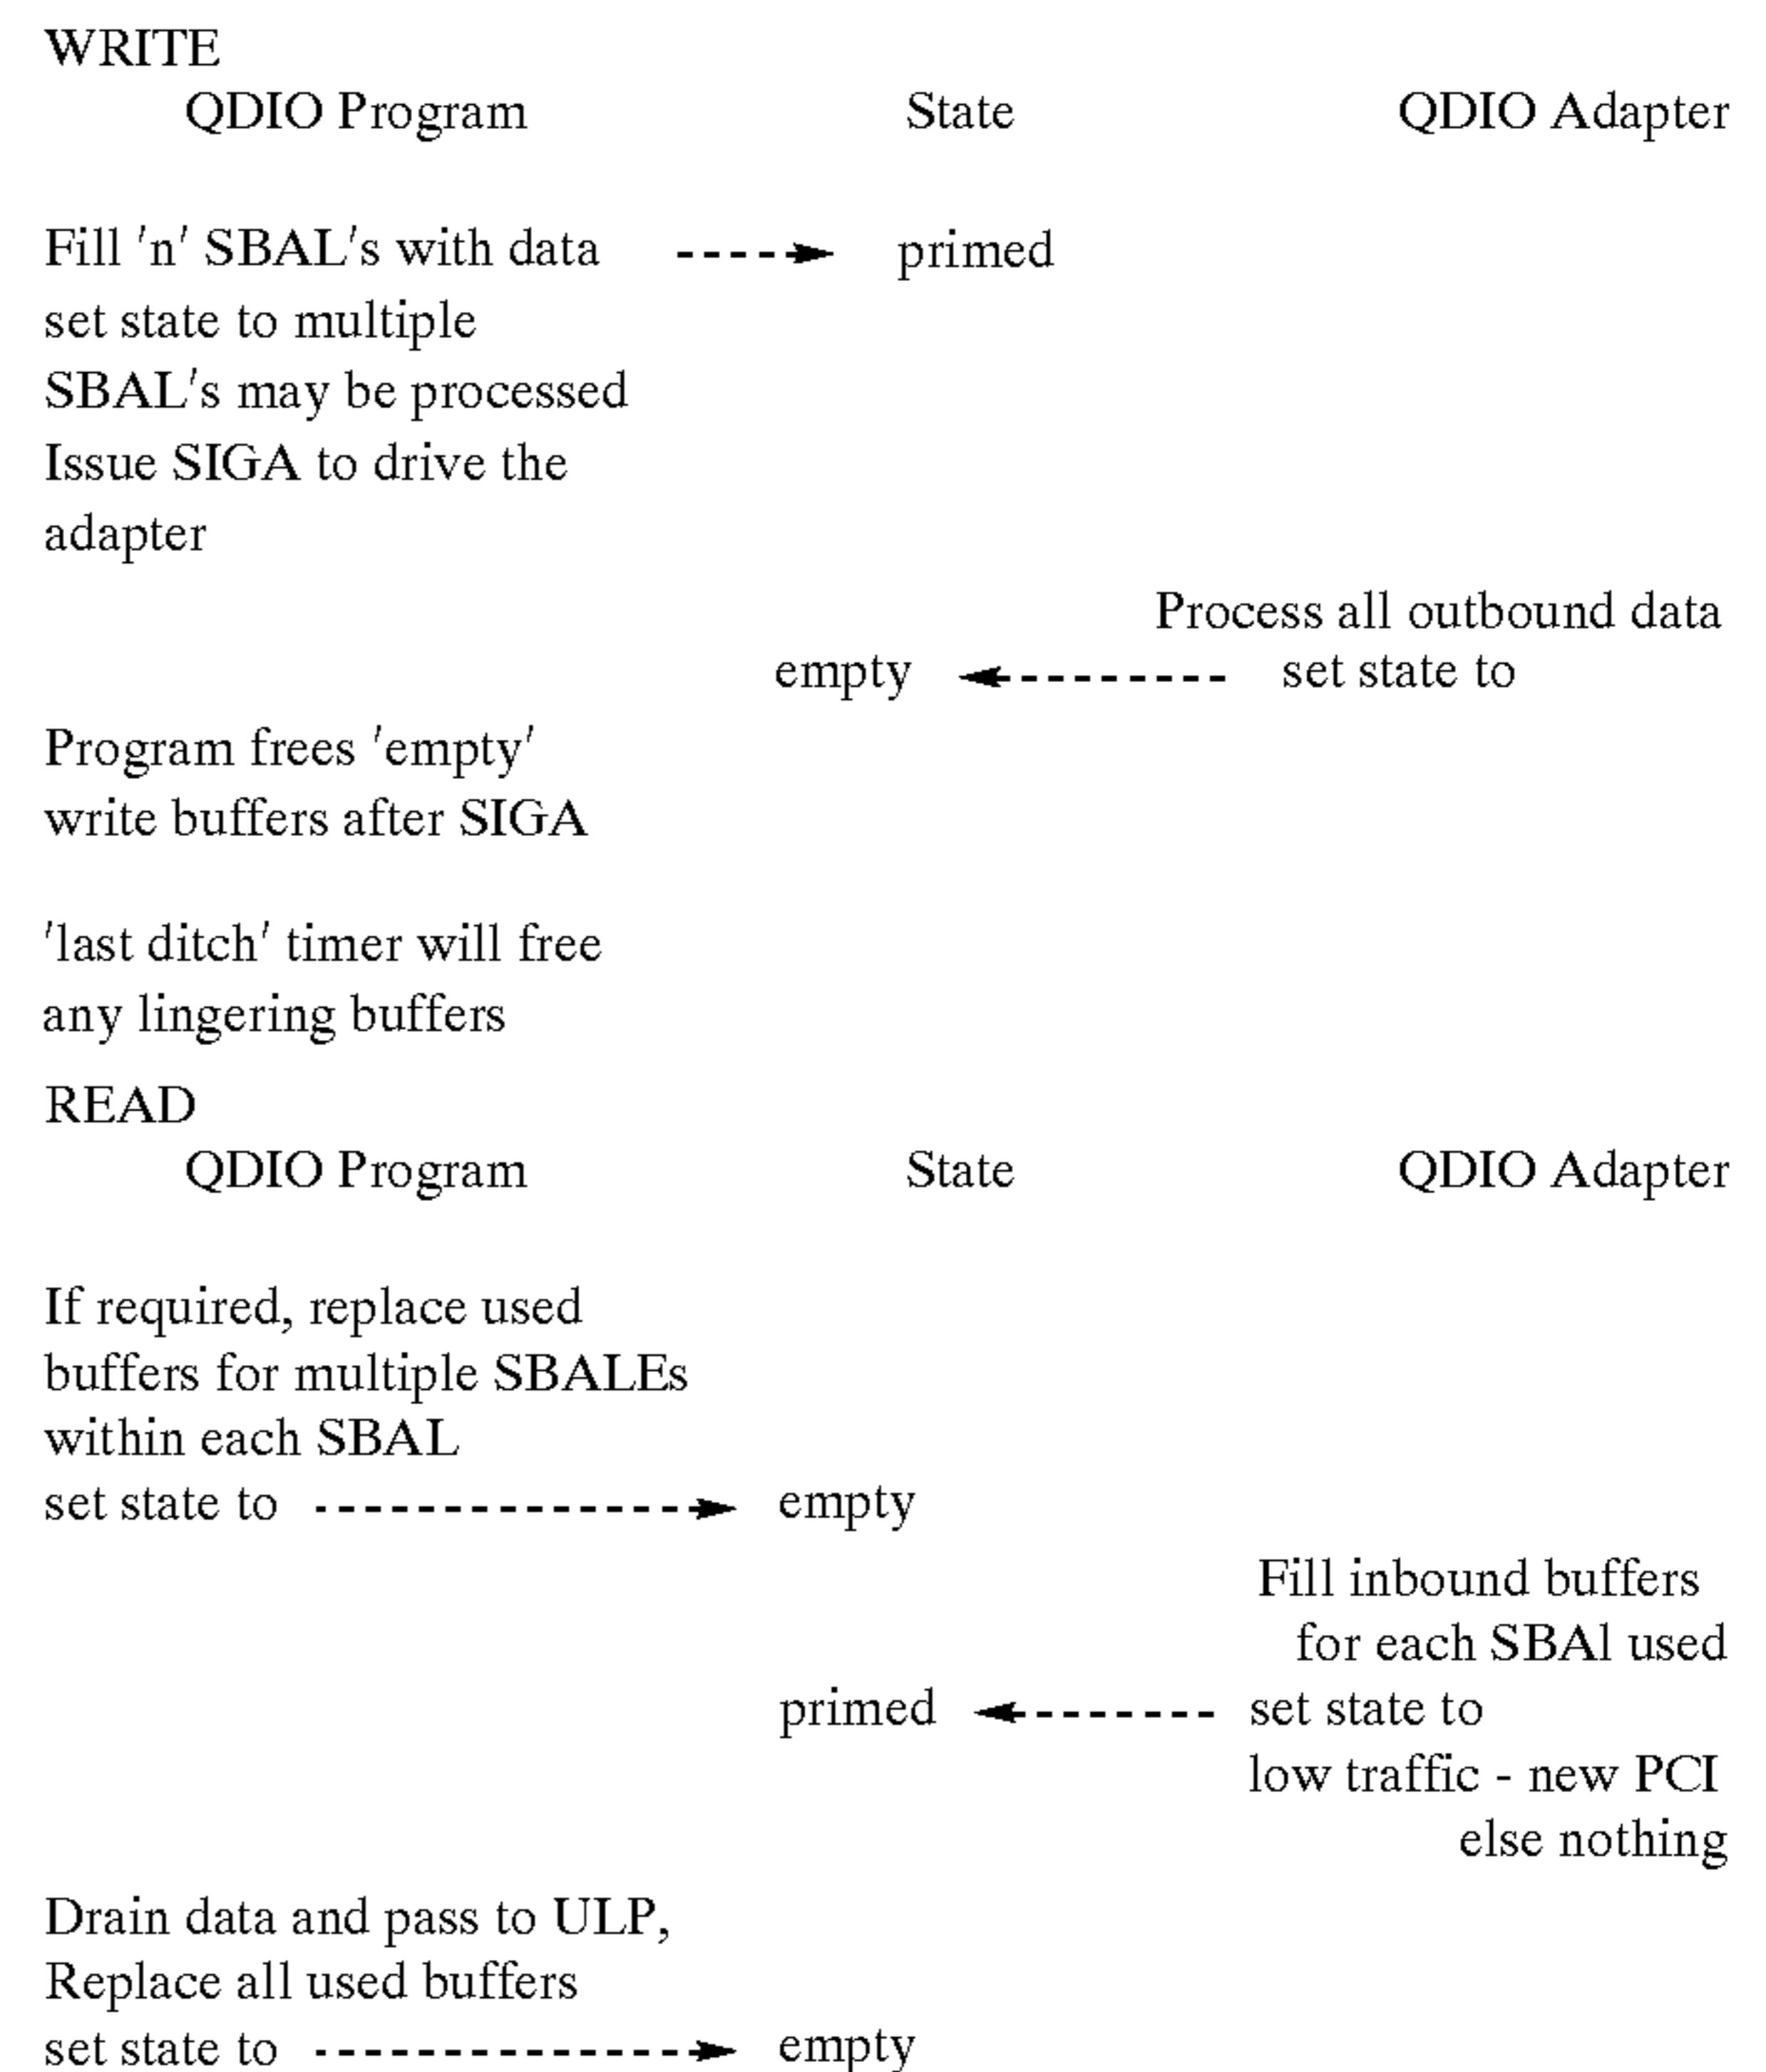 WRITE
QDIO Program State QDIO Adapter
Fill 'n' SBAL's with data primed
set state to multiple
SBAL's may be processed
Issue SIGA to drive the
adapter
Process all outbound data
empty set state to
Program frees 'empty'
write buffers after SIGA
'last ditch' timer will free
any lingering buffers
READ
QDIO Program State QDIO Adapter
If required, replace used
buffers for multiple SBALEs
within each SBAL
set state to empty
Fill inbound buffers
for each SBAl used
primed set state to
low traffic - new PCI
else nothing
Drain data and pass to ULP,
Replace all used buffers
set state to empty